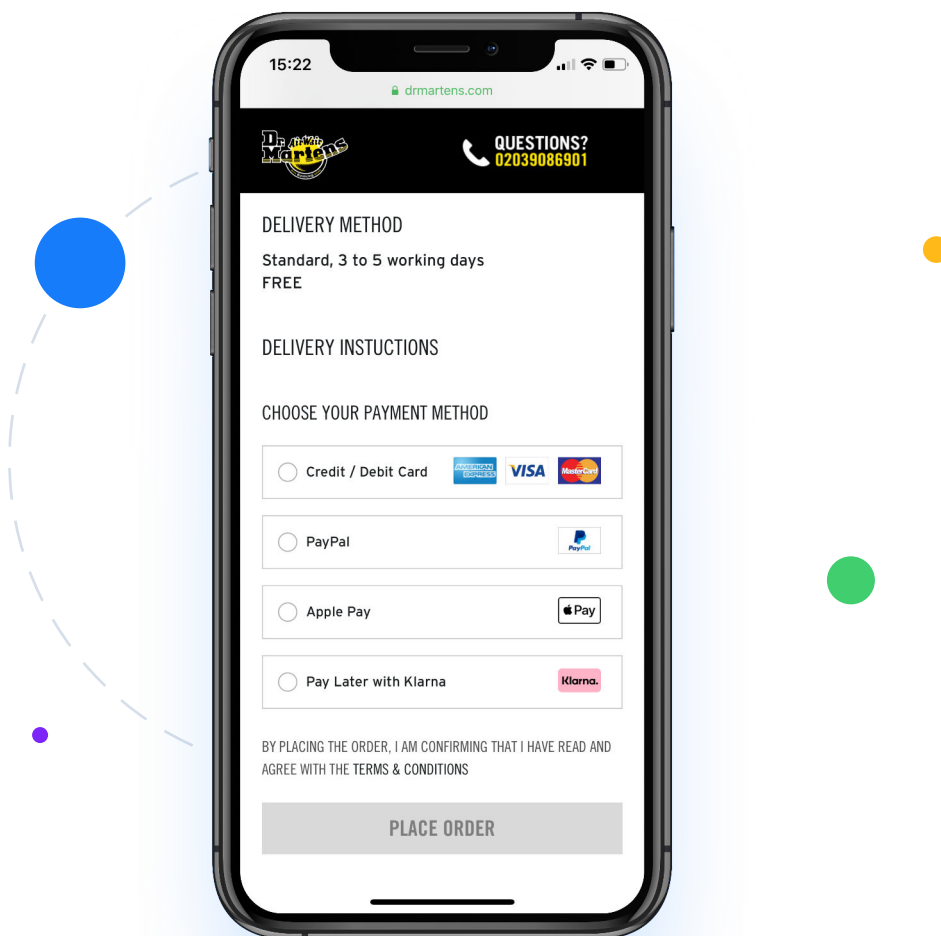 15:22
drmartens.com
Dr. AirWair
Martens
QUESTIONS?
02039086901
DELIVERY METHOD
Standard, 3 to 5 working days
FREE
DELIVERY INSTUCTIONS
CHOOSE YOUR PAYMENT METHOD
Credit / Debit Card AMERICAN EXPRESS VISA MasterCard
PayPal PayPal
Apple Pay Pay
Pay Later with Klarna Klarna.
BY PLACING THE ORDER, I AM CONFIRMING THAT I HAVE READ AND
AGREE WITH THE TERMS & CONDITIONS
PLACE ORDER